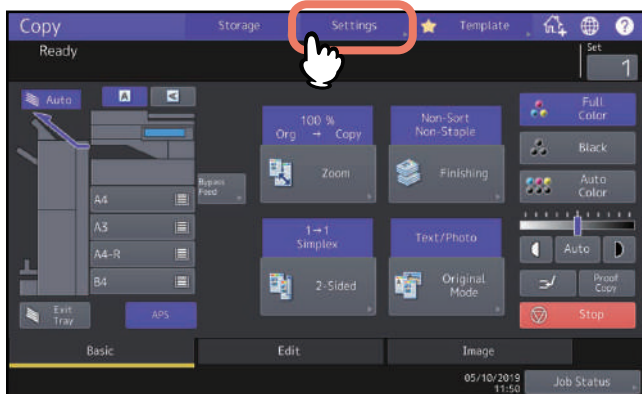 Copy
Storage
Settings
Template
?
Ready
Set
1
Auto
A
A
100 %
Org → Copy
Zoom
Non-Sort
Non-Staple
Finishing
Full
Color
Black
Auto
Color
Bypass
Feed
A4
A3
A4-R
B4
1→1
Simplex
2-Sided
Text/Photo
Original
Mode
Auto
Proof
Copy
Exit
Tray
APS
Stop
Basic
Edit
Image
05/10/2019
11:50
Job Status